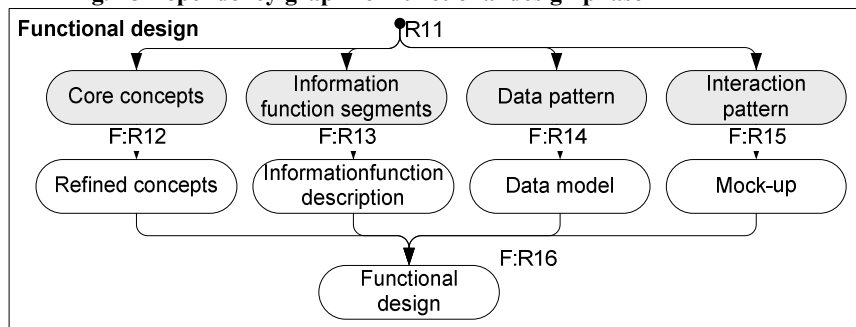 Functional design
R11
Core concepts
Information
function segments
Data pattern
Interaction
pattern
F:R12
F:R13
F:R14
F:R15
Refined concepts
Informationfunction
description
Data model
Mock-up
F:R16
Functional
design